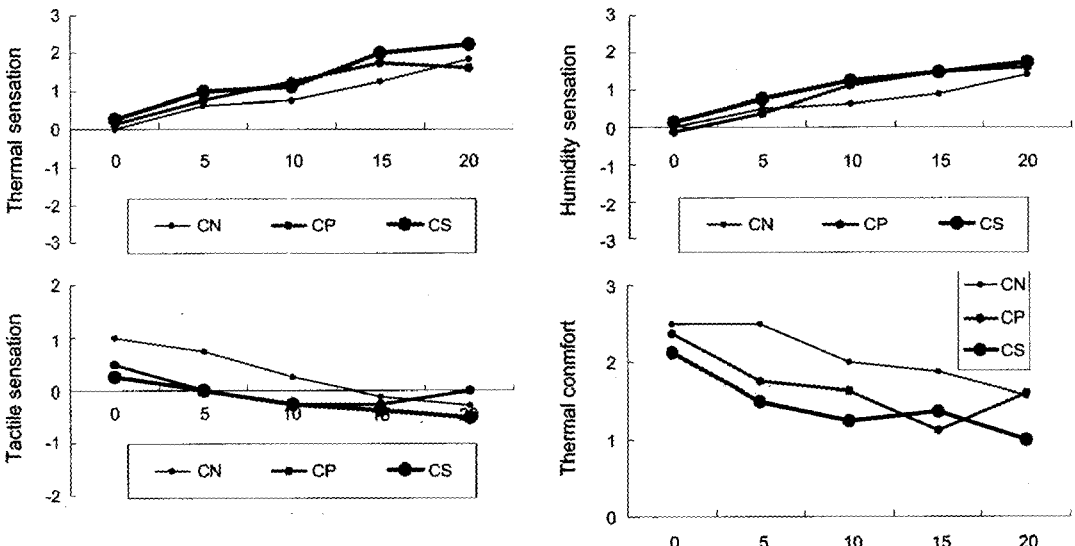 Thermal sensation
3
2
1
0
-1
-2
-3
0 5 10 15 20
CN CP CS
Humidity sensation
3
2
1
0
-1
-2
-3
0 5 10 15 20
CN CP CS
Tactile sensation
2
1
0
-1
-2
0 5 10 15 20
CN CP CS
Thermal conmfort
3
2
1
0
0 5 10 15 20
CN
CP
CS